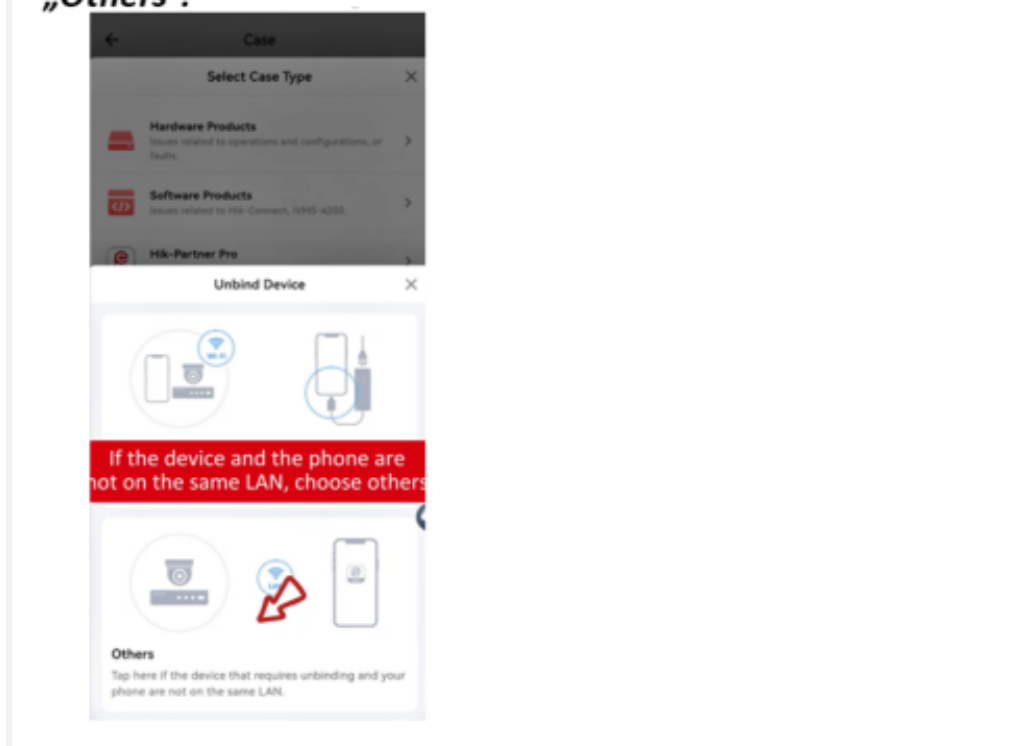 „Others".
Case
Select Case Type
Hardware Products
Issues related to operations and configurations, or
faults.
Software Products
Issues related to Hik-Connect, iVMS-4200.
Hik-Partner Pro
Unbind Device
Wi-Fi
If the device and the phone are
not on the same LAN, choose others
Others
Tap here if the device that requires unbinding and your
phone are not on the same LAN.